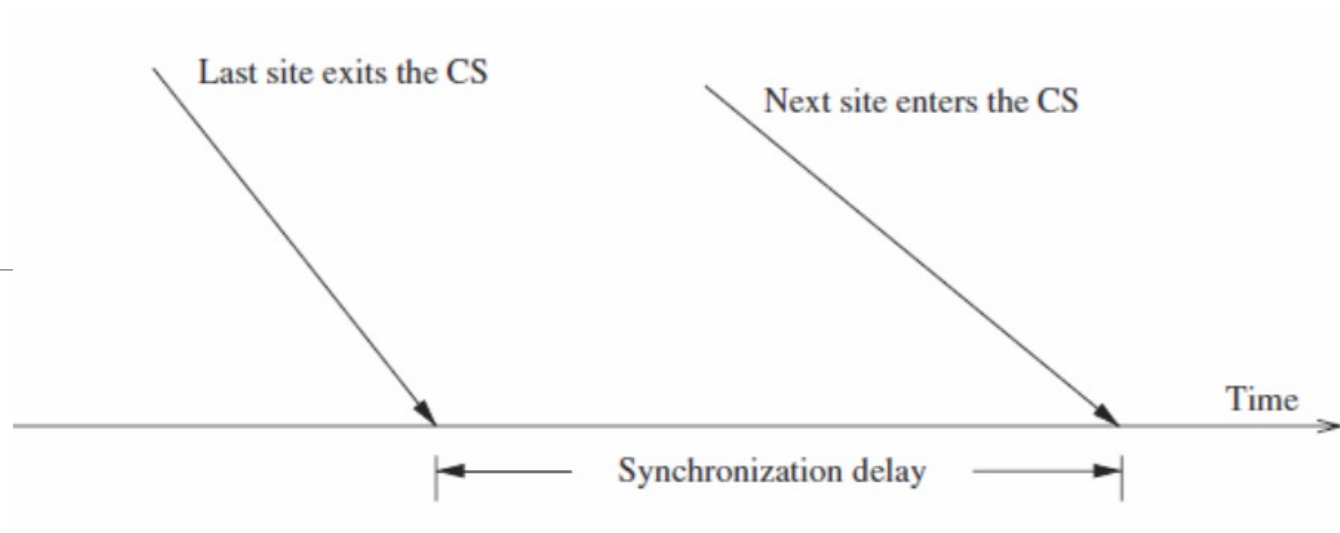 Last site exits the CS
Next site enters the CS
Time
Synchronization delay